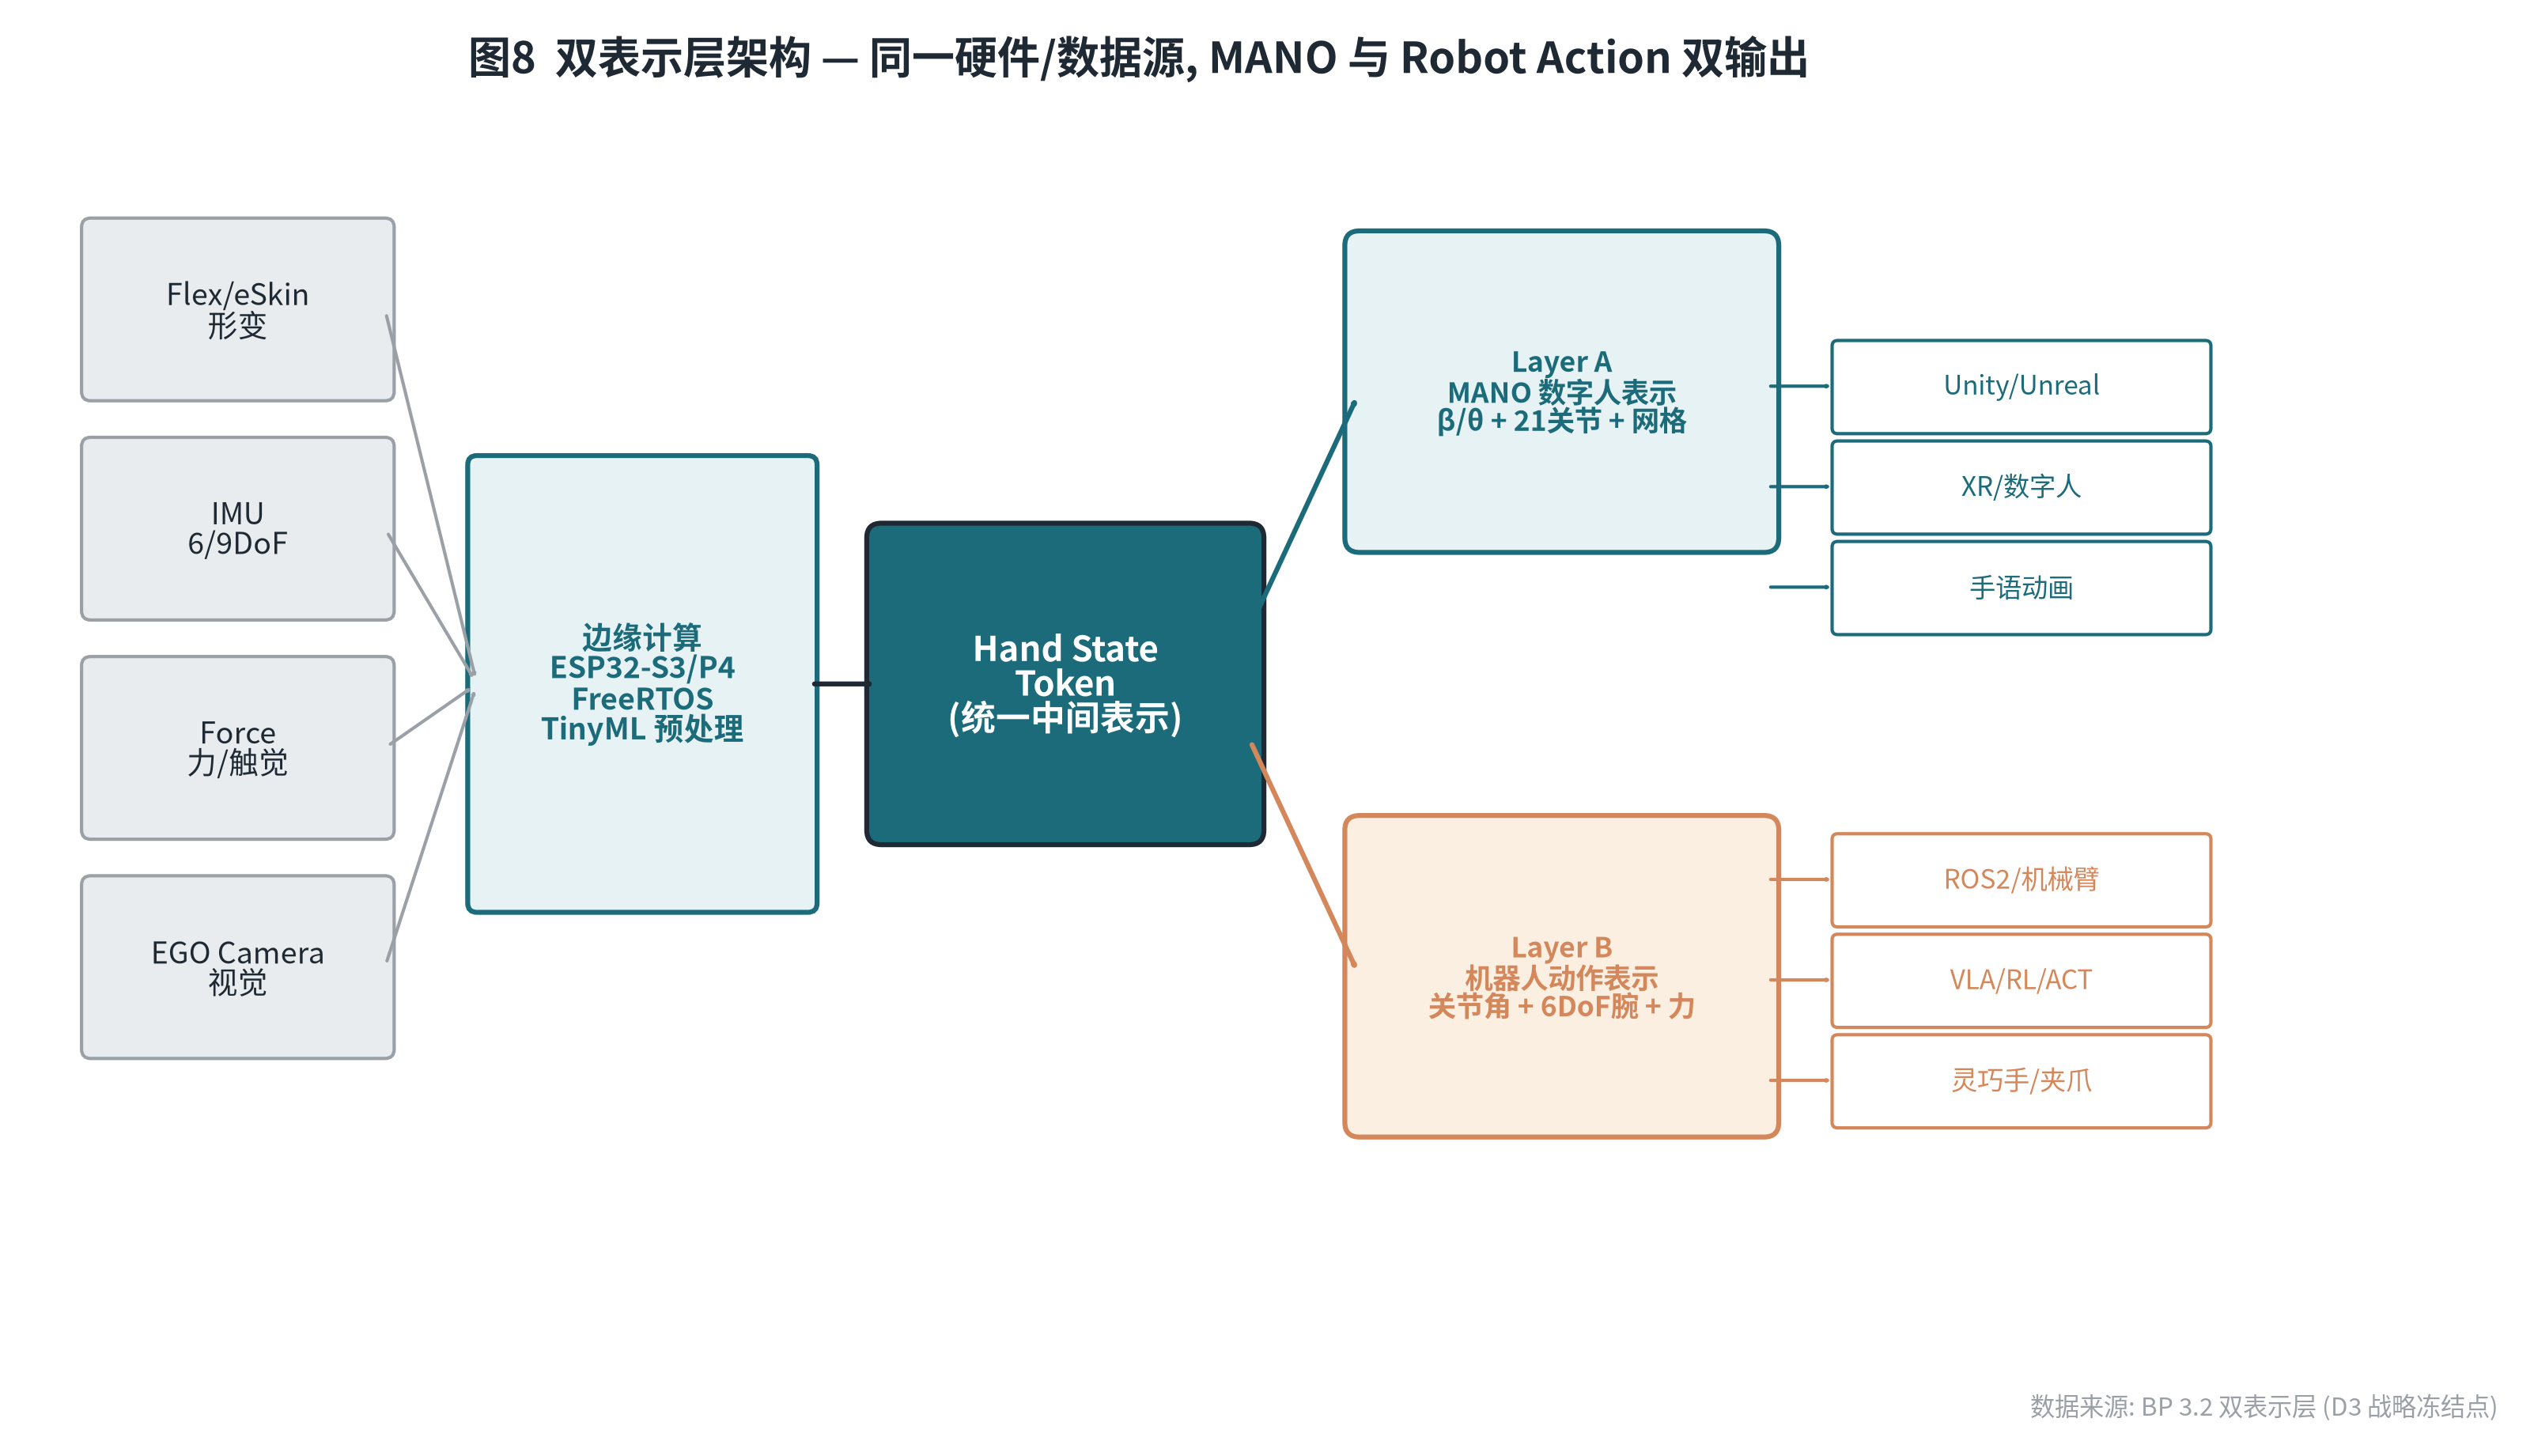 图8 双表示层架构 — 同一硬件/数据源, MANO 与 Robot Action 双输出
Flex/eSkin
形变
IMU
6/9DoF
Force
力/触觉
EGO Camera
视觉
边缘计算
ESP32-S3/P4
FreeRTOS
TinyML 预处理
Hand State
Token
(统一中间表示)
Layer A
MANO 数字人表示
β/θ + 21关节 + 网格
Unity/Unreal
XR/数字人
手语动画
Layer B
机器人动作表示
关节角 + 6DoF腕 + 力
ROS2/机械臂
VLA/RL/ACT
灵巧手/夹爪
数据来源: BP 3.2 双表示层 (D3 战略冻结点)